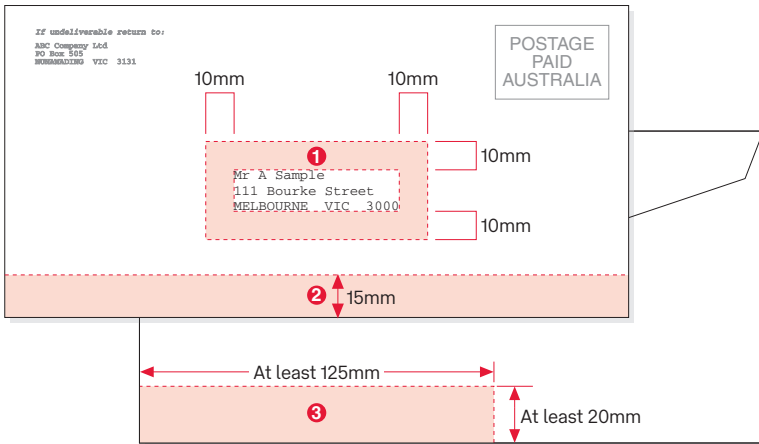 If undeliverable return to:
ABC Company Ltd
PO Box 505
NUNAWADING VIC 3131
POSTAGE
PAID
AUSTRALIA
10mm 10mm
1
10mm
Mr A Sample
111 Bourke Street
MELBOURNE VIC 3000
10mm
2 15mm
At least 125mm
3 At least 20mm